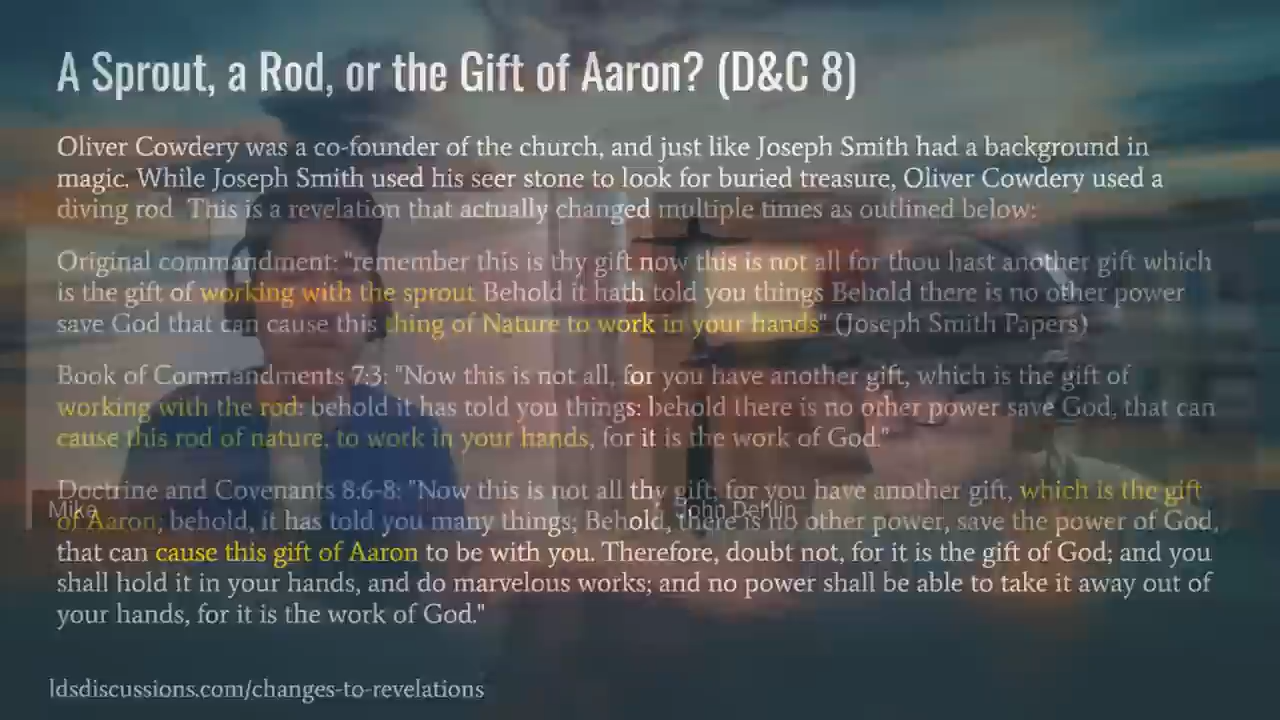 A Sprout, a Rod, or the Gift of Aaron? (D&C 8)
Oliver Cowdery was a co-founder of the church, and just like Joseph Smith had a background in
magic. While Joseph Smith used his seer stone to look for buried treasure, Oliver Cowdery used a
diving rod. This is a revelation that actually changed multiple times as outlined below:
Original commandment: "remember this is thy gift now this is not all for thou hast another gift which
is the gift of working with the sprout Behold it hath told you things Behold there is no other power
save God that can cause this thing of Nature to work in your hands" (Joseph Smith Papers)
Book of Commandments 7:3: "Now this is not all, for you have another gift, which is the gift of
working with the rod: behold it has told you things: behold there is no other power save God, that can
cause this rod of nature, to work in your hands, for it is the work of God."
Doctrine and Covenants 8:6-8: "Now this is not all thy gift; for you have another gift, which is the gift
of Aaron; behold, it has told you many things; Behold, there is no other power, save the power of God,
that can cause this gift of Aaron to be with you. Therefore, doubt not, for it is the gift of God; and you
shall hold it in your hands, and do marvelous works; and no power shall be able to take it away out of
your hands, for it is the work of God."
Mike
John Dehlin
ldsdiscussions.com/changes-to-revelations